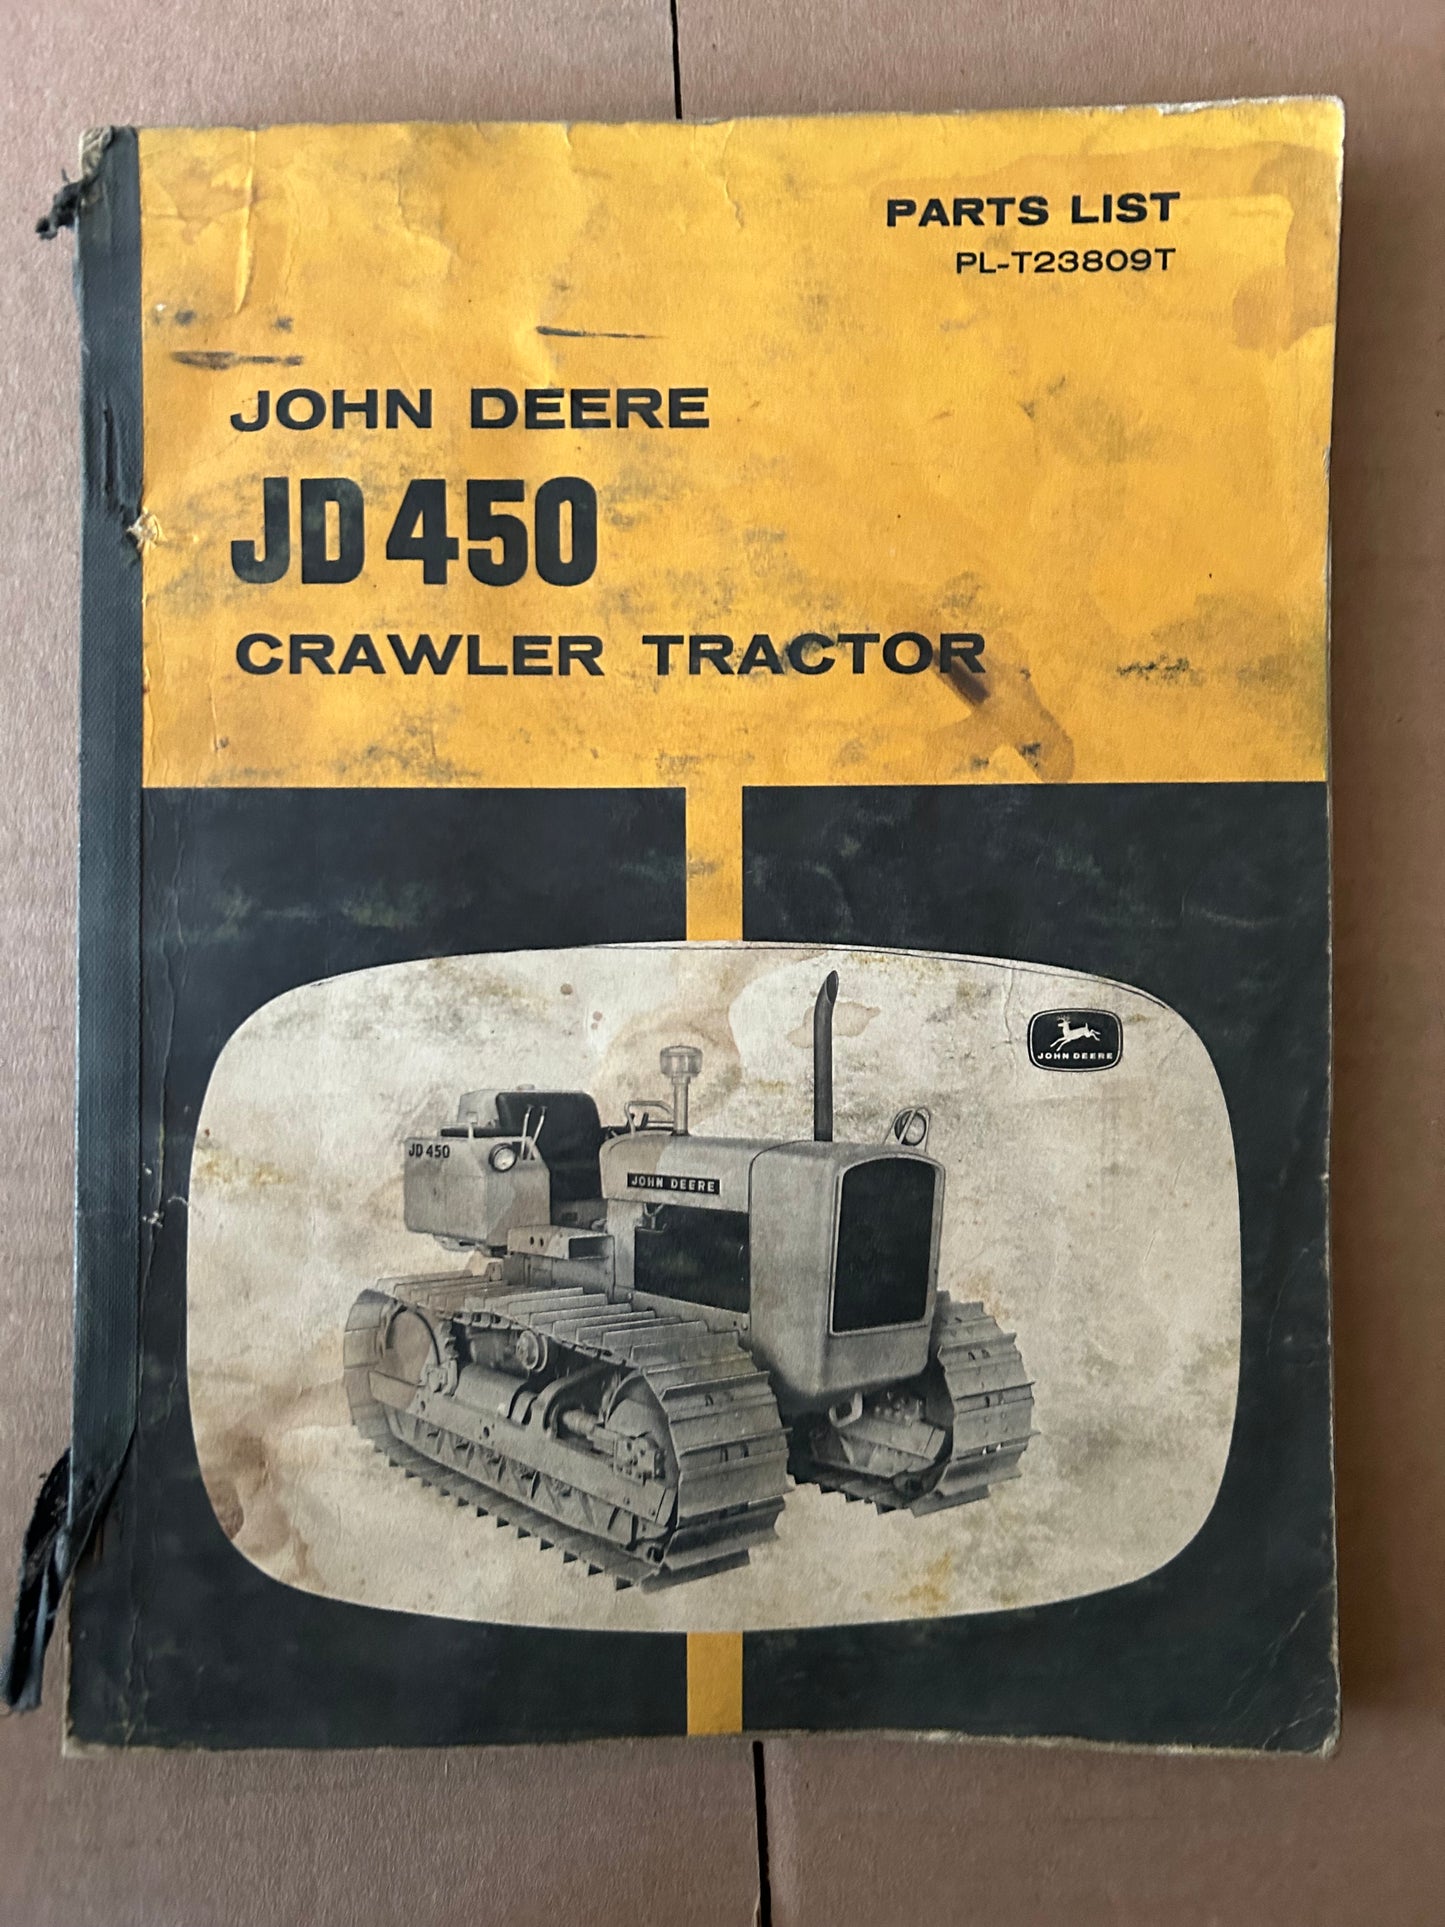 PARTS LIST
PL-T23809T
JOHN DEERE
JD 450
CRAWLER TRACTOR
JOHN DEERE
JD 450
JOHN DEERE